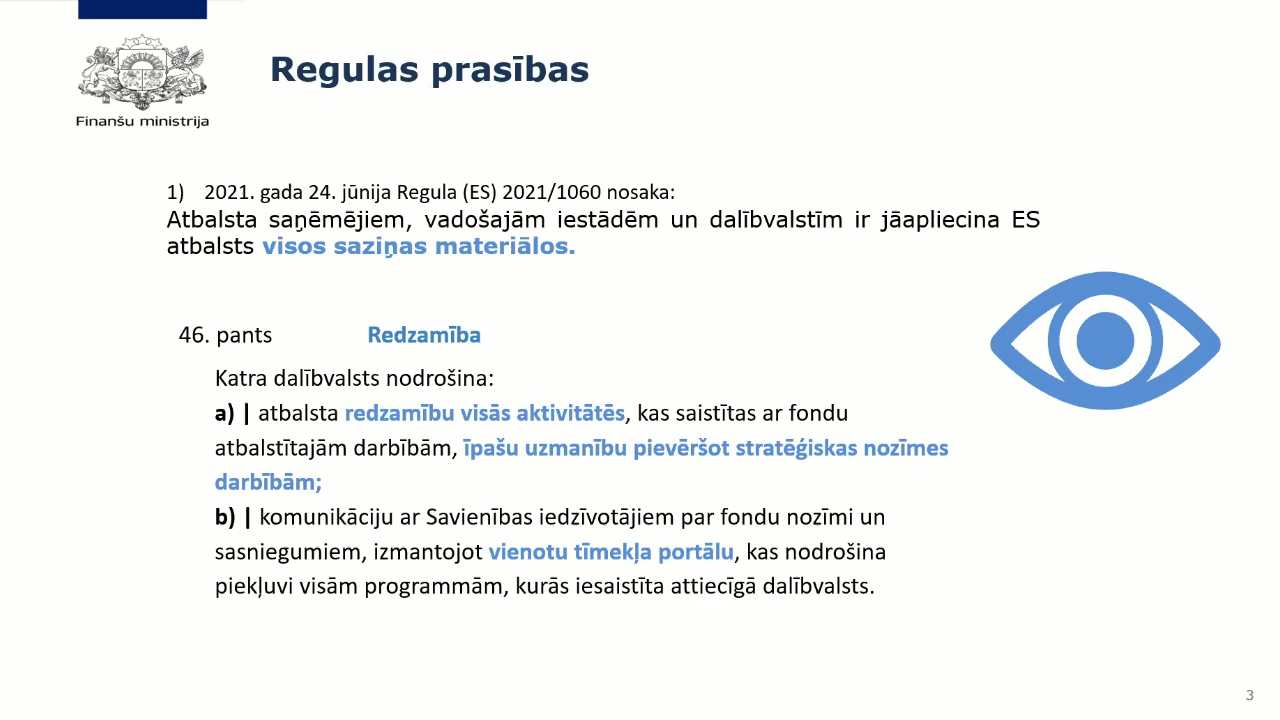 Finanšu ministrija
Regulas prasības
1) 2021. gada 24. jūnija Regula (ES) 2021/1060 nosaka:
Atbalsta saņēmējiem, vadošajām iestādēm un dalībvalstīm ir jāapliecina ES
atbalsts visos saziņas materiālos.
46. pants Redzamība
Katra dalībvalsts nodrošina:
a) | atbalsta redzamību visās aktivitātēs, kas saistītas ar fondu
atbalstītajām darbībām, īpašu uzmanību pievēršot stratēģiskas nozīmes
darbībām;
b) | komunikāciju ar Savienības iedzīvotājiem par fondu nozīmi un
sasniegumiem, izmantojot vienotu tīmekļa portālu, kas nodrošina
piekļuvi visām programmām, kurās iesaistīta attiecīgā dalībvalsts.
3